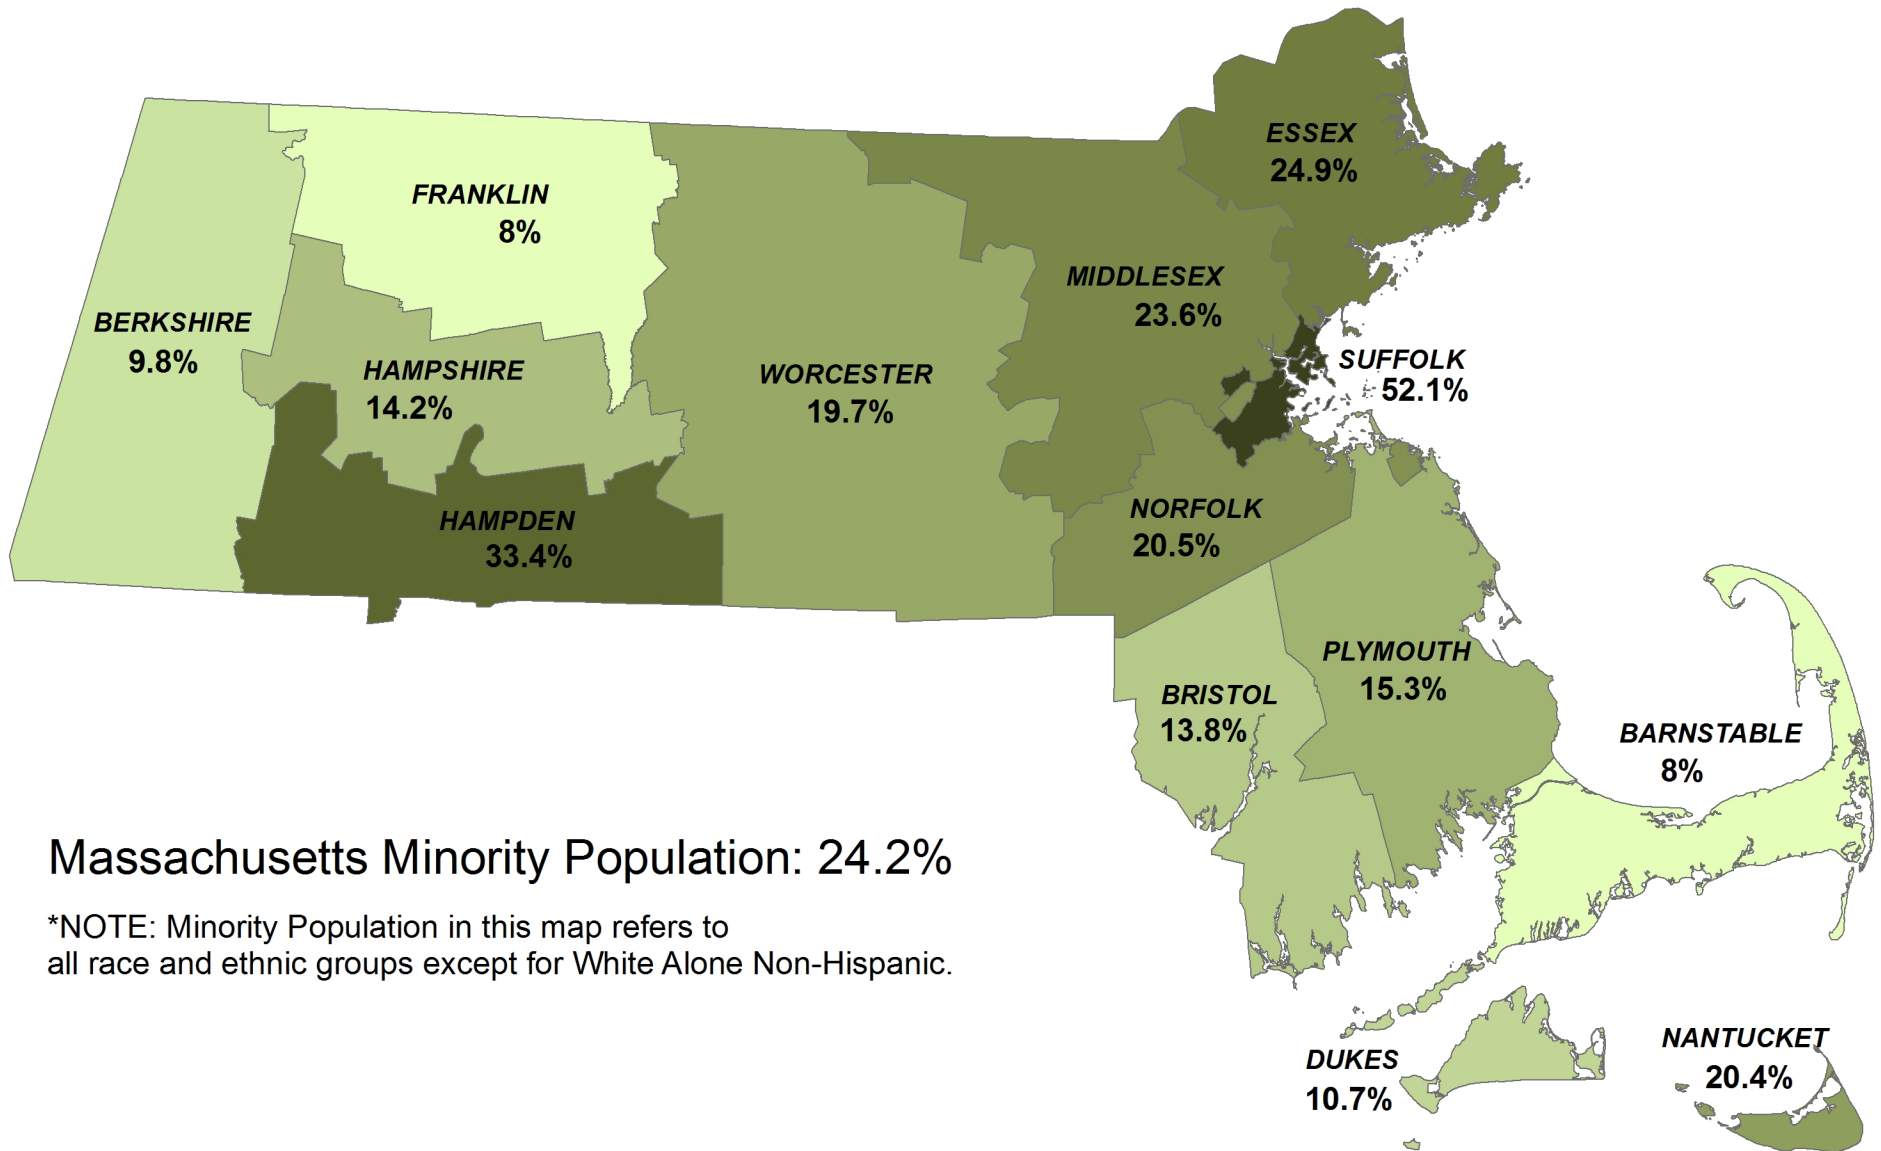 ESSEX
24.9%
FRANKLIN
8%
MIDDLESEX
23.6%
BERKSHIRE
9.8%
HAMPSHIRE
14.2%
WORCESTER
19.7%
SUFFOLK
52.1%
HAMPDEN
33.4%
NORFOLK
20.5%
PLYMOUTH
15.3%
BRISTOL
13.8%
BARNSTABLE
8%
Massachusetts Minority Population: 24.2%
*NOTE: Minority Population in this map refers to
all race and ethnic groups except for White Alone Non-Hispanic.
DUKES
10.7%
NANTUCKET
20.4%